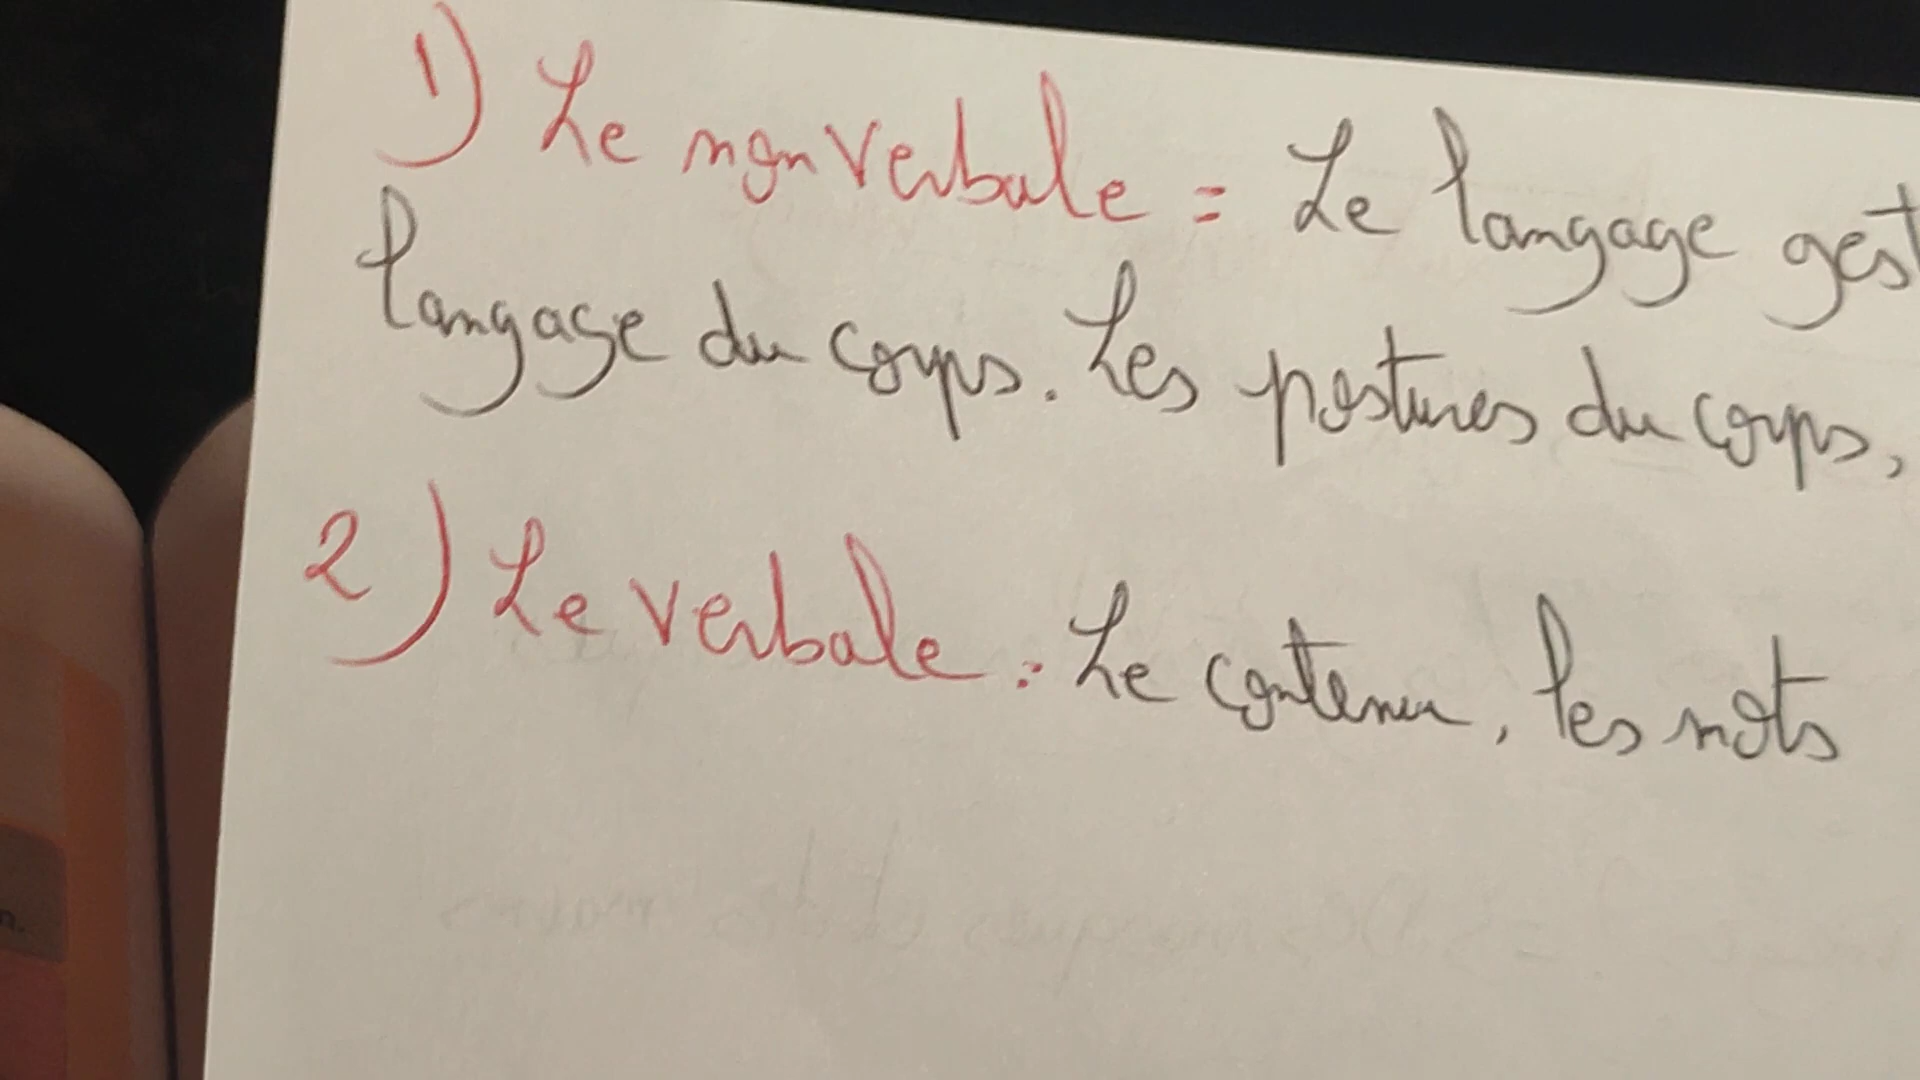 1) Le non verbale = Le langage gest
langage du corps. Les postures du corps,
2) Le verbale : Le contenu, les mots
n.